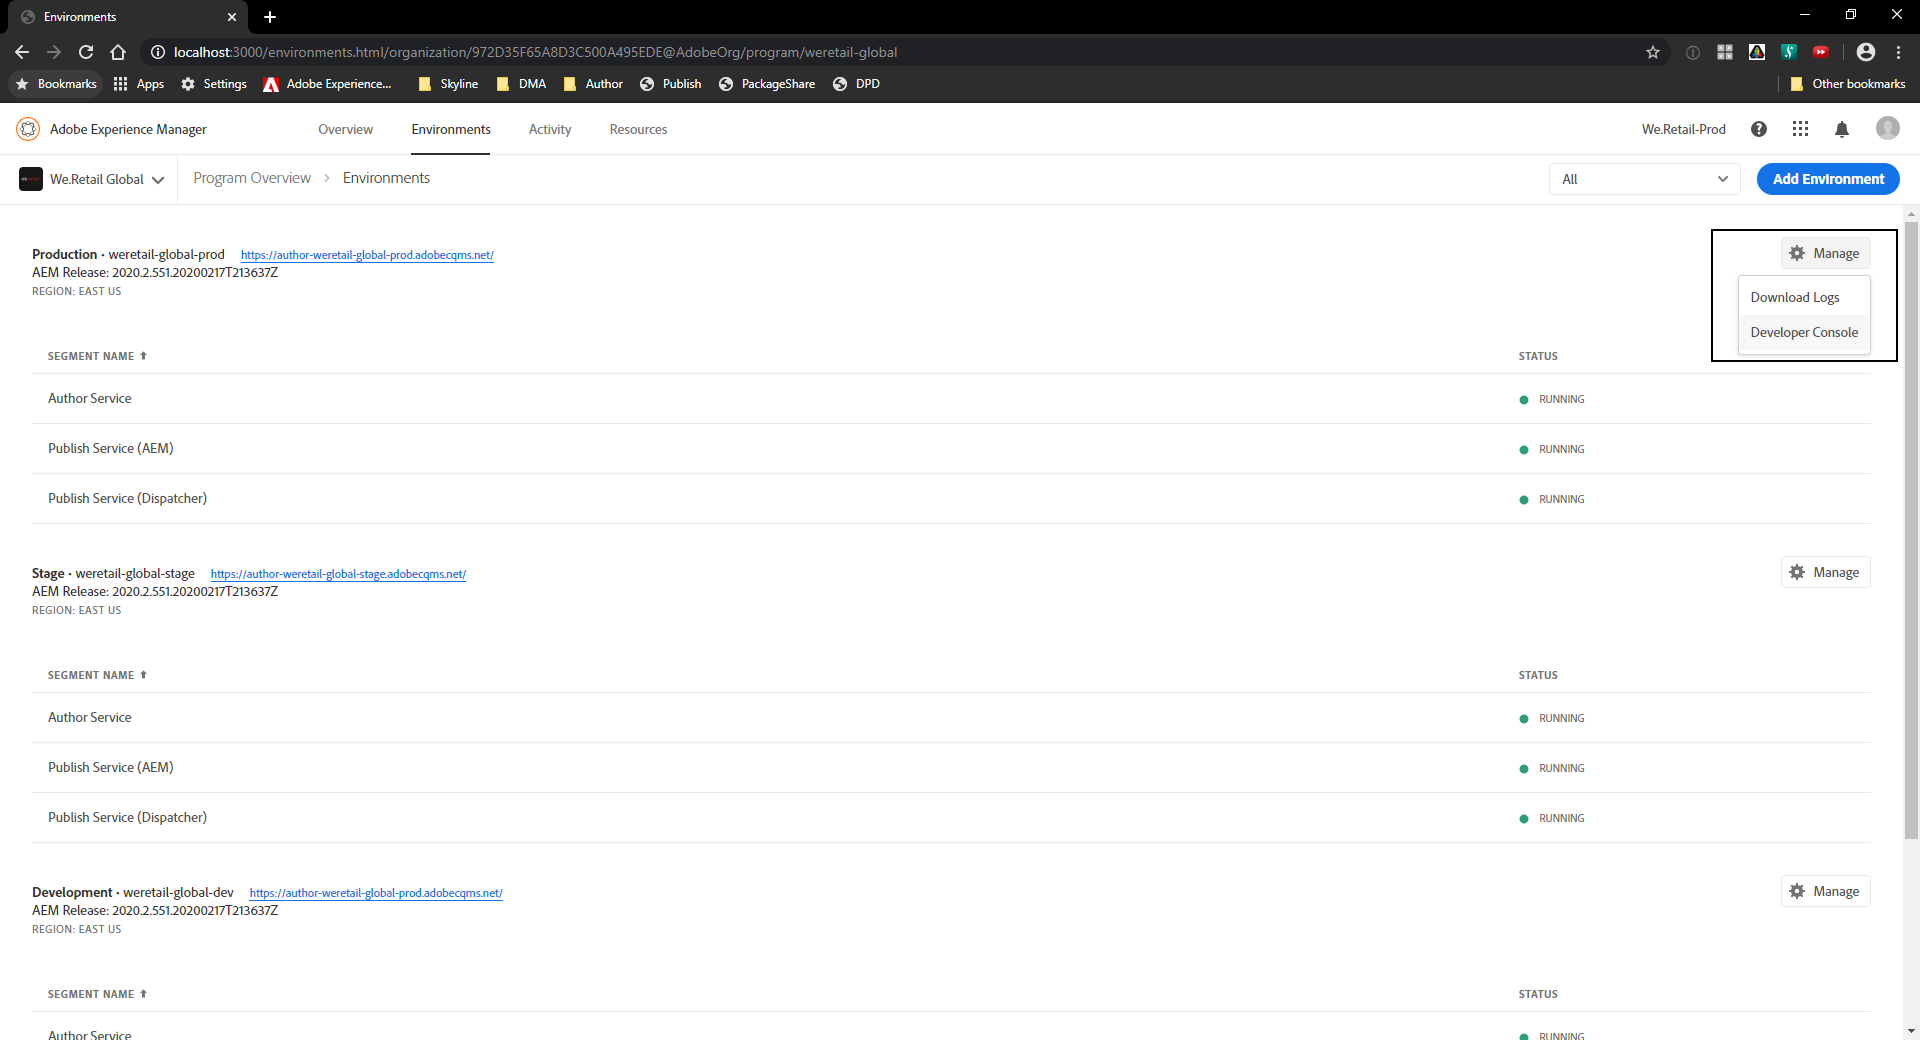 Environments
localhost:3000/environments.html/organization/972D35F65A8D3C500A495EDE@AdobeOrg/program/weretail-global
Bookmarks Apps Settings Adobe Experience... Skyline DMA Author Publish PackageShare DPD Other bookmarks
Adobe Experience Manager Overview Environments Activity Resources We.Retail-Prod
We.Retail Global Program Overview Environments All Add Environment
Production · weretail-global-prod https://author-weretail-global-prod.adobecqms.net/ Manage
AEM Release: 2020.2.551.20200217T213637Z
REGION: EAST US
Download Logs
Developer Console
SEGMENT NAME STATUS
Author Service RUNNING
Publish Service (AEM) RUNNING
Publish Service (Dispatcher) RUNNING
Stage · weretail-global-stage https://author-weretail-global-stage.adobecqms.net/ Manage
AEM Release: 2020.2.551.20200217T213637Z
REGION: EAST US
SEGMENT NAME STATUS
Author Service RUNNING
Publish Service (AEM) RUNNING
Publish Service (Dispatcher) RUNNING
Development · weretail-global-dev https://author-weretail-global-prod.adobecqms.net/ Manage
AEM Release: 2020.2.551.20200217T213637Z
REGION: EAST US
SEGMENT NAME STATUS
Author Service RUNNING